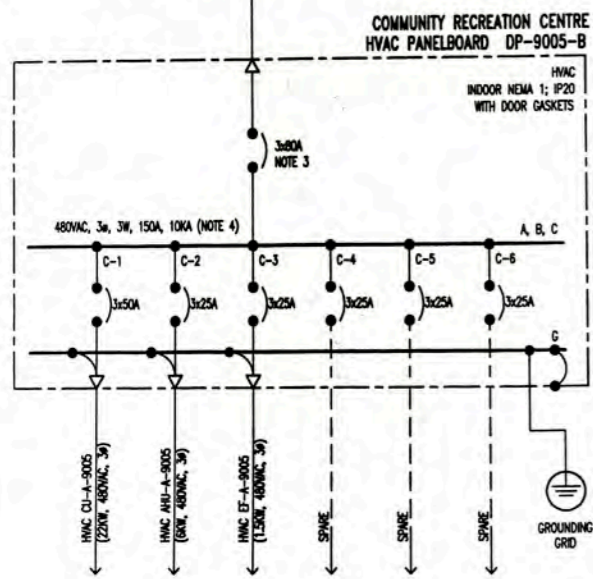 COMMUNITY RECREATION CENTRE
HVAC PANELBOARD DP-9005-B
HVAC
INDOOR NEMA 1; IP20
WITH DOOR GASKETS
3x80A
NOTE 3
480VAC, 3ø, 3W, 150A, 10KA (NOTE 4)
A, B, C
C-1
C-2
C-3
C-4
C-5
C-6
3x50A
3x25A
3x25A
3x25A
3x25A
3x25A
G
HVAC CU-A-9005
(22KW, 480VAC, 3ø)
HVAC AHU-A-9005
(6KW, 480VAC, 3ø)
HVAC EF-A-9005
(1.5KW, 480VAC, 3ø)
SPARE
SPARE
SPARE
GROUNDING
GRID